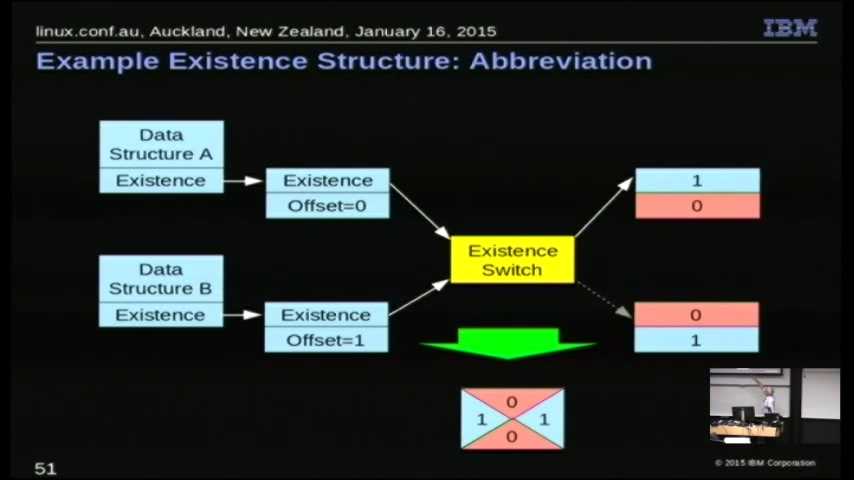 linux.conf.au, Auckland, New Zealand, January 16, 2015
IBM
Example Existence Structure: Abbreviation
Data
Structure A
Existence
Existence
Offset=0
1
0
Existence
Switch
Data
Structure B
Existence
Existence
Offset=1
0
1
0
1
1
0
51
© 2015 IBM Corporation